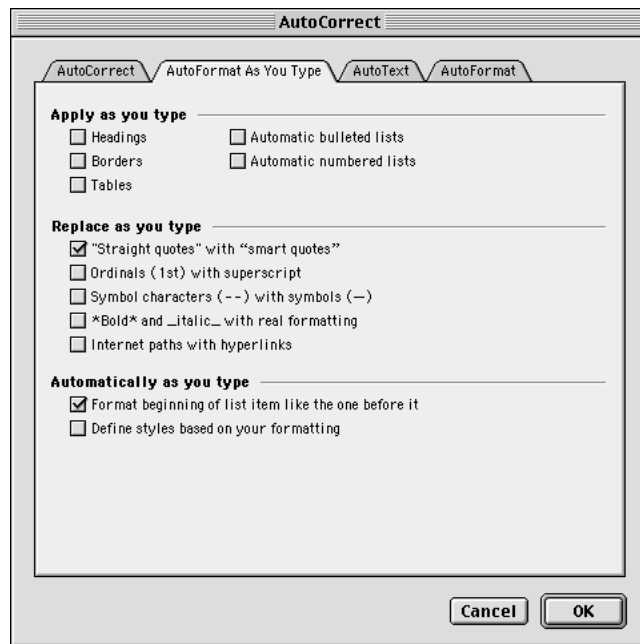 AutoCorrect
AutoCorrect AutoFormat As You Type AutoText AutoFormat
Apply as you type
Headings Automatic bulleted lists
Borders Automatic numbered lists
Tables
Replace as you type
"Straight quotes" with “smart quotes”
Ordinals (1st) with superscript
Symbol characters (--) with symbols (—)
*Bold* and _italic_ with real formatting
Internet paths with hyperlinks
Automatically as you type
Format beginning of list item like the one before it
Define styles based on your formatting
Cancel OK